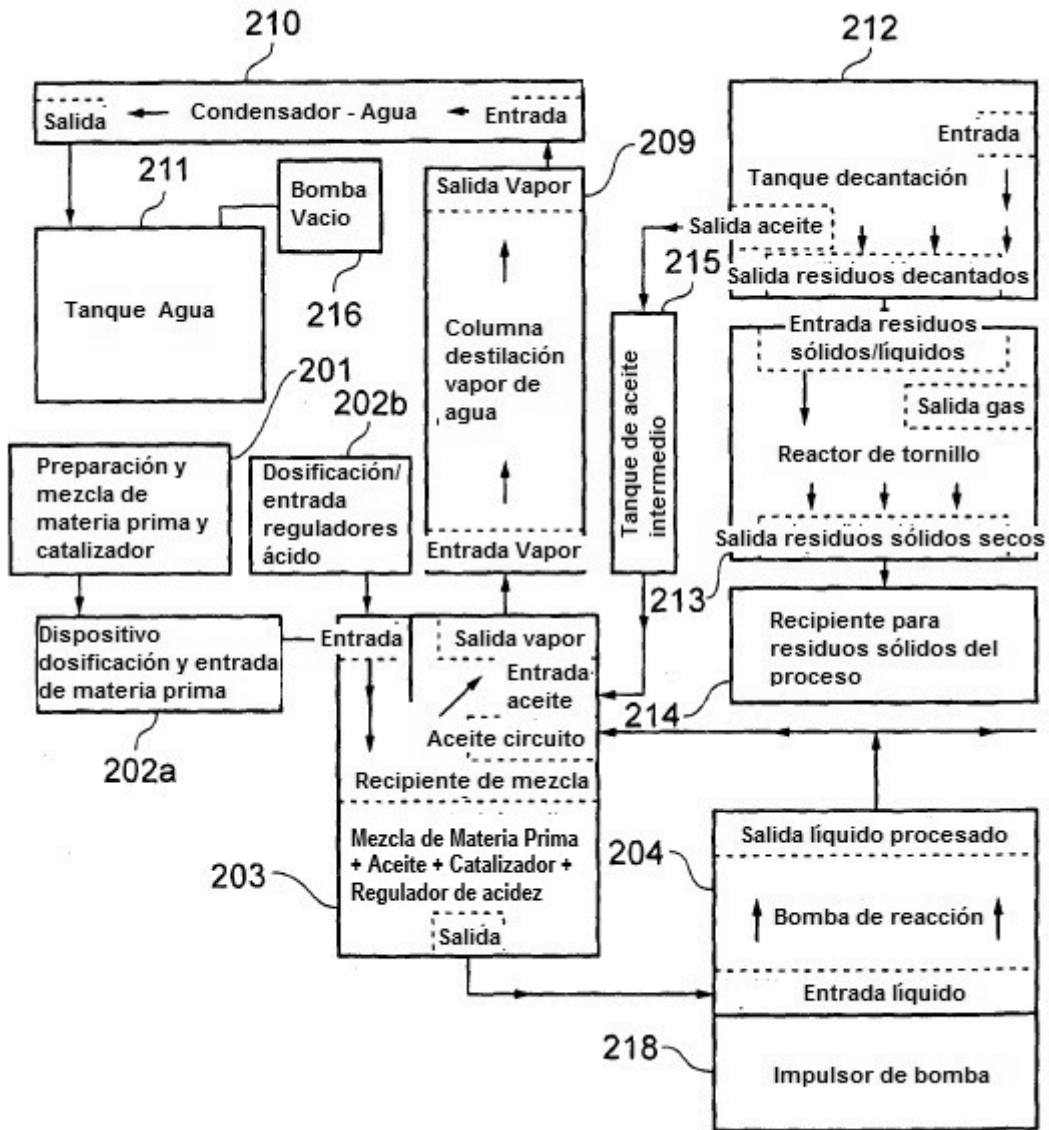 210
212
Salida
Condensador - Agua
Entrada
211
Bomba
Vacio
216
Tanque Agua
209
Salida Vapor
Columna
destilación
vapor de
agua
Entrada Vapor
Entrada
Tanque decantación
Salida aceite
215
Salida residuos decantados
Tanque de aceite
intermedio
Entrada residuos
sólidos/líquidos
Salida gas
Reactor de tornillo
Salida residuos sólidos secos
213
Recipiente para
residuos sólidos del
proceso
214
201
Preparación y
mezcla de
materia prima y
catalizador
202b
Dosificación/
entrada
reguladores
ácido
Dispositivo
dosificación y entrada
de materia prima
202a
Entrada
Salida vapor
Entrada
aceite
Aceite circuito
Recipiente de mezcla
Mezcla de Materia Prima
+ Aceite + Catalizador +
Regulador de acidez
203
Salida
Salida líquido procesado
204
Bomba de reacción
Entrada líquido
218
Impulsor de bomba